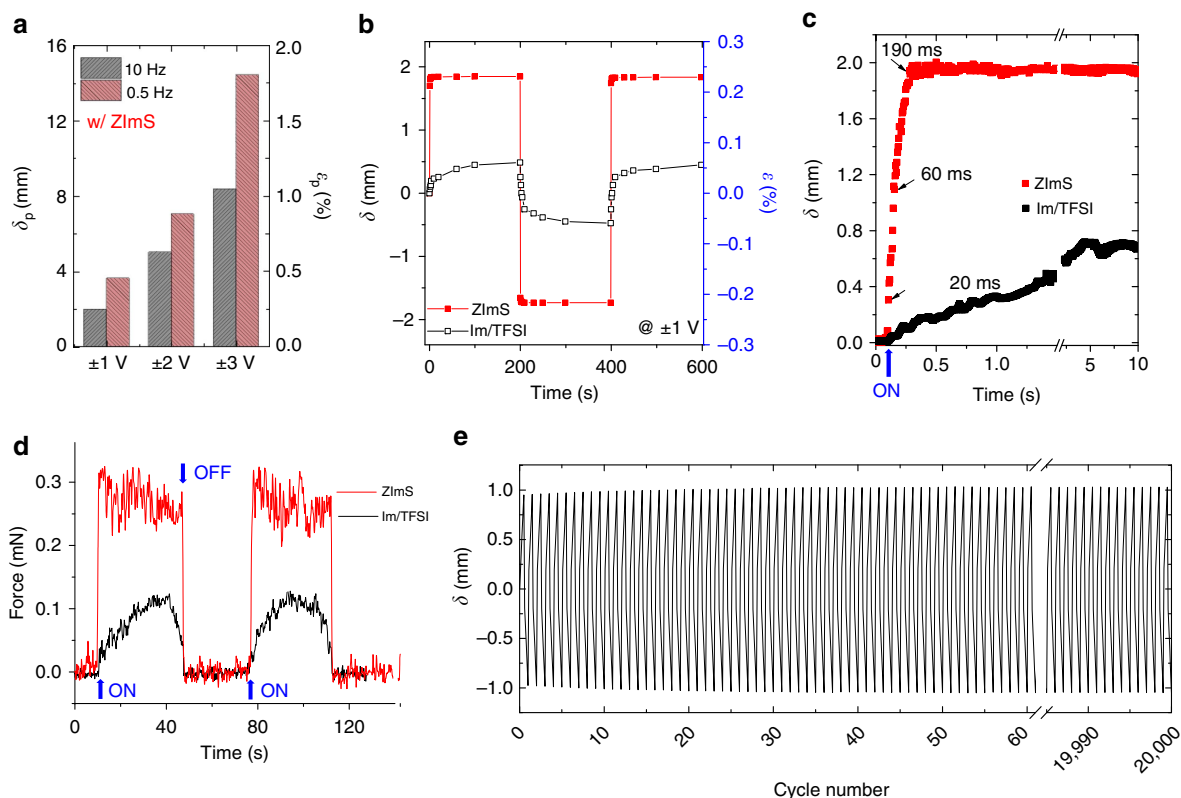 a
16
12
8
4
0
δp (mm)
10 Hz
0.5 Hz
w/ ZImS
2.0
1.5
1.0
0.5
0.0
εp (%)
±1 V ±2 V ±3 V
b
2
1
0
−1
−2
δ (mm)
0.3
0.2
0.1
0.0
−0.1
−0.2
−0.3
ε (%)
ZImS
Im/TFSI
@ ±1 V
0 200 400 600
Time (s)
c
2.0
1.6
1.2
0.8
0.4
0.0
δ (mm)
190 ms
60 ms
20 ms
ZImS
Im/TFSI
0 0.5 1.0 5 10
Time (s)
ON
d
0.3
0.2
0.1
0.0
Force (mN)
OFF
ZImS
Im/TFSI
ON
ON
0 40 80 120
Time (s)
e
1.0
0.5
0.0
−0.5
−1.0
δ (mm)
0 10 20 30 40 50 60 19,990 20,000
Cycle number